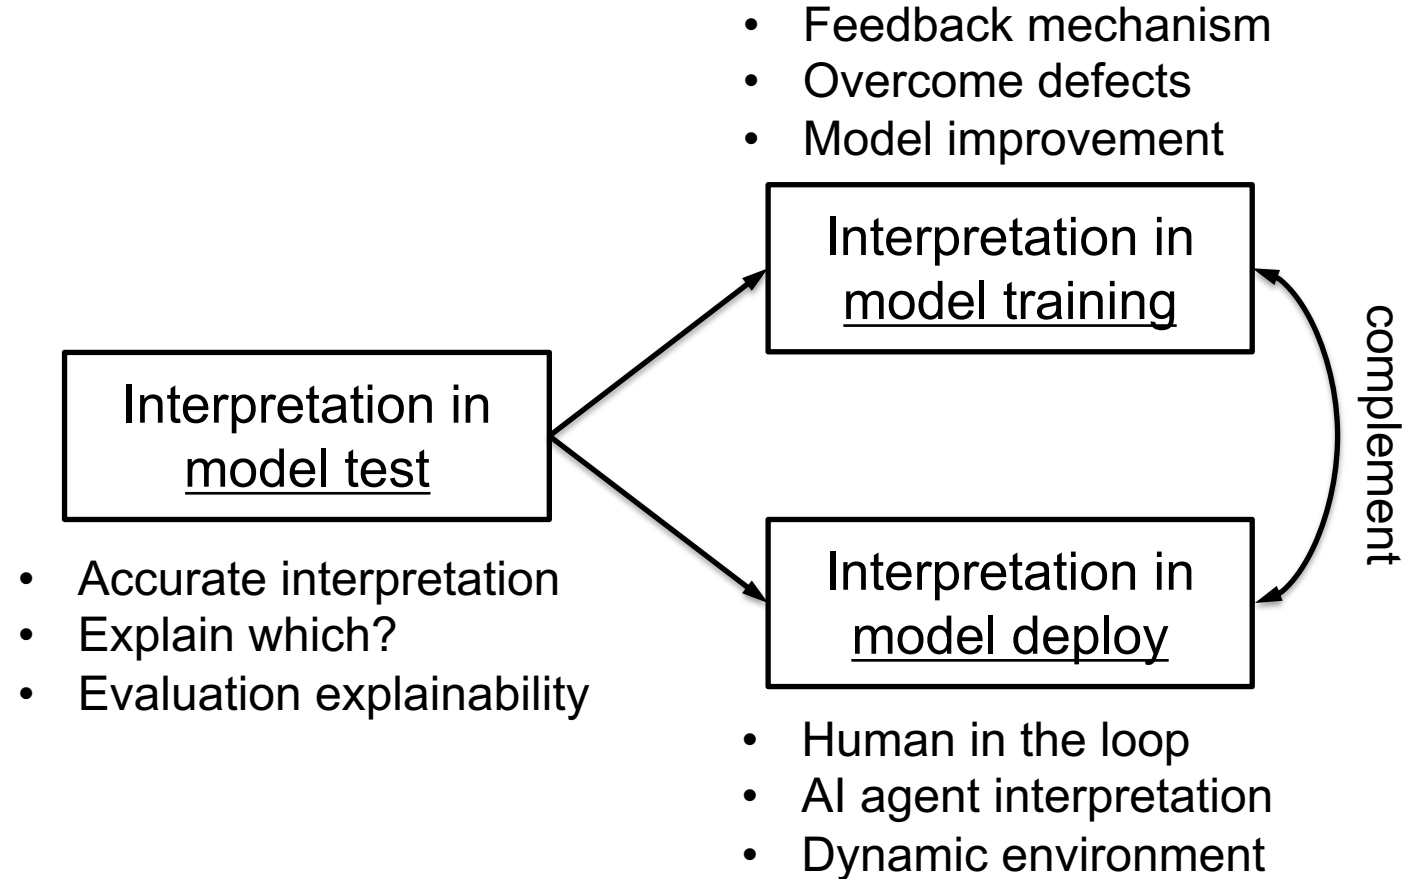 • Feedback mechanism
• Overcome defects
• Model improvement
Interpretation in
model training
Interpretation in
model test
• Accurate interpretation
• Explain which?
• Evaluation explainability
complement
Interpretation in
model deploy
• Human in the loop
• AI agent interpretation
• Dynamic environment